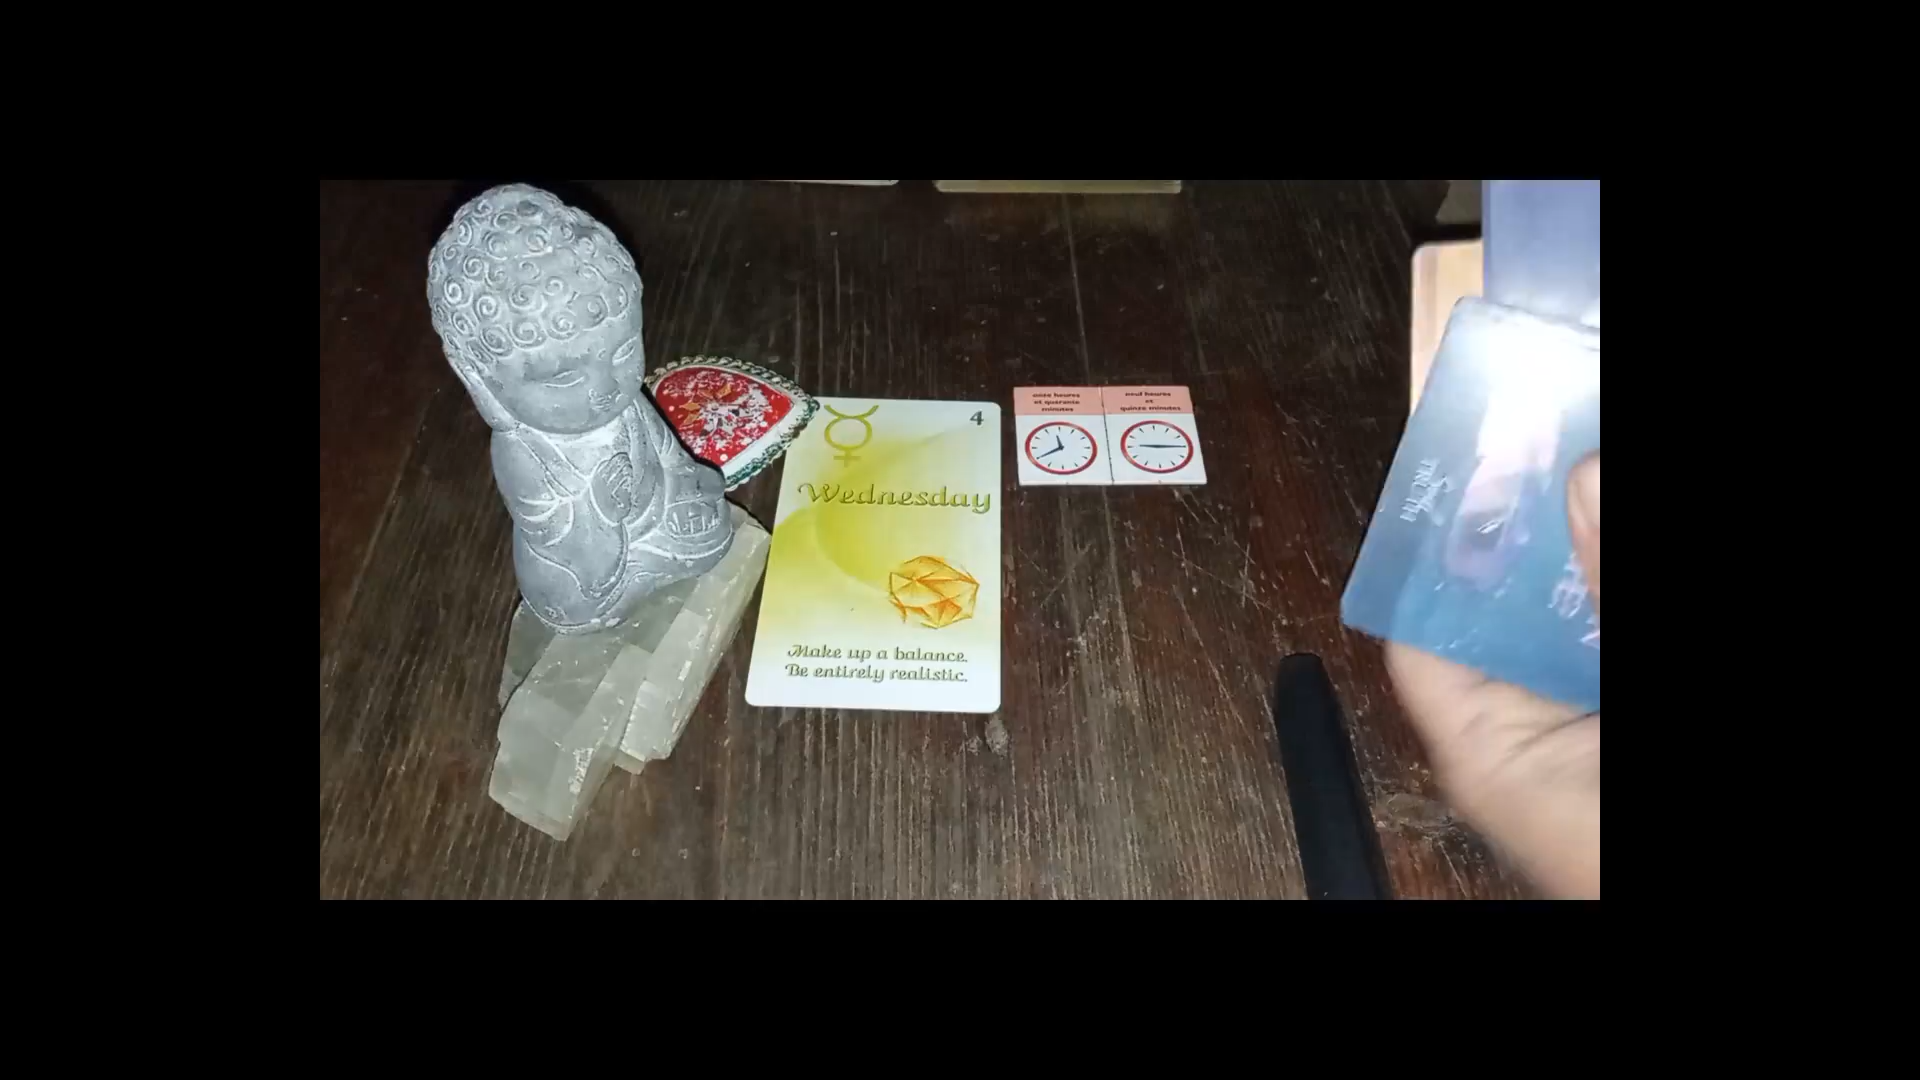 4
Wednesday
Make up a balance.
Be entirely realistic.
onze heures
et quarante
minutes
neuf heures
et
quinze minutes